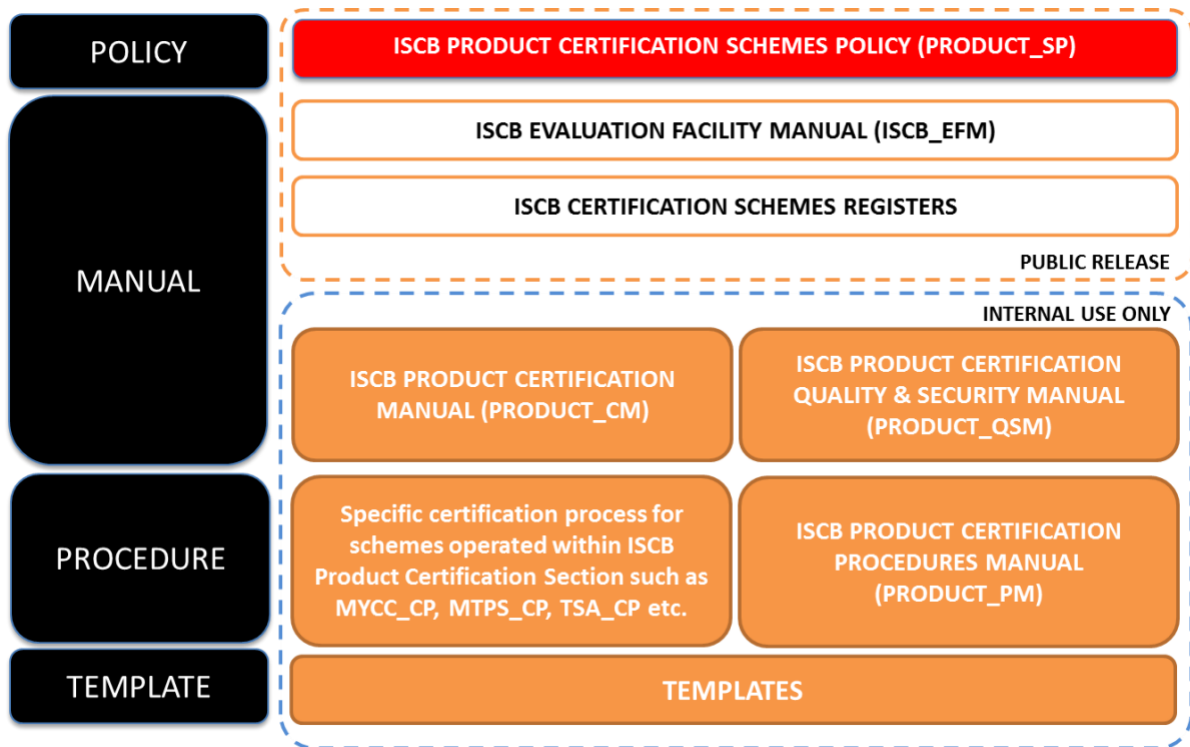 POLICY
ISCB PRODUCT CERTIFICATION SCHEMES POLICY (PRODUCT_SP)
MANUAL
ISCB EVALUATION FACILITY MANUAL (ISCB_EFM)
ISCB CERTIFICATION SCHEMES REGISTERS
PUBLIC RELEASE
INTERNAL USE ONLY
ISCB PRODUCT CERTIFICATION
MANUAL (PRODUCT_CM)
ISCB PRODUCT CERTIFICATION
QUALITY & SECURITY MANUAL
(PRODUCT_QSM)
PROCEDURE
Specific certification process for
schemes operated within ISCB
Product Certification Section such as
MYCC_CP, MTPS_CP, TSA_CP etc.
ISCB PRODUCT CERTIFICATION
PROCEDURES MANUAL
(PRODUCT_PM)
TEMPLATE
TEMPLATES